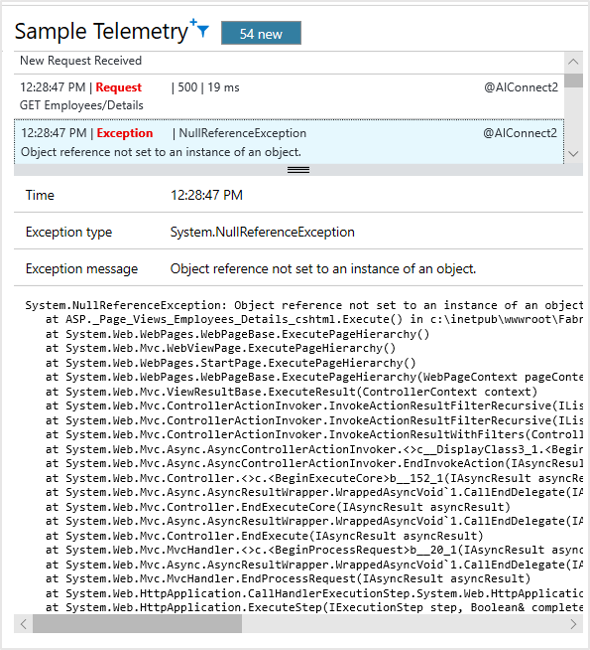 Sample Telemetry
54 new
New Request Received
12:28:47 PM | Request | 500 | 19 ms @AIConnect2
GET Employees/Details
12:28:47 PM | Exception | NullReferenceException @AIConnect2
Object reference not set to an instance of an object.
Time 12:28:47 PM
Exception type System.NullReferenceException
Exception message Object reference not set to an instance of an object.
System.NullReferenceException: Object reference not set to an instance of an object
at ASP._Page_Views_Employees_Details_cshtml.Execute() in c:\inetpub\wwwroot\Fabr
at System.Web.WebPages.WebPageBase.ExecutePageHierarchy()
at System.Web.Mvc.WebViewPage.ExecutePageHierarchy()
at System.Web.WebPages.StartPage.ExecutePageHierarchy()
at System.Web.WebPages.WebPageBase.ExecutePageHierarchy(WebPageContext pageConte
at System.Web.Mvc.ViewResultBase.ExecuteResult(ControllerContext context)
at System.Web.Mvc.ControllerActionInvoker.InvokeActionResultFilterRecursive(ILis
at System.Web.Mvc.ControllerActionInvoker.InvokeActionResultFilterRecursive(ILis
at System.Web.Mvc.ControllerActionInvoker.InvokeActionResultWithFilters(Control
at System.Web.Mvc.Async.AsyncControllerActionInvoker.<>c__DisplayClass3_1.<Begin
at System.Web.Mvc.Async.AsyncControllerActionInvoker.EndInvokeAction(IAsyncResul
at System.Web.Mvc.Controller.<>c.<BeginExecuteCore>b__152_1(IAsyncResult asyncRe
at System.Web.Mvc.Async.AsyncResultWrapper.WrappedAsyncVoid`1.CallEndDelegate(IA
at System.Web.Mvc.Controller.EndExecuteCore(IAsyncResult asyncResult)
at System.Web.Mvc.Async.AsyncResultWrapper.WrappedAsyncVoid`1.CallEndDelegate(IA
at System.Web.Mvc.Controller.EndExecute(IAsyncResult asyncResult)
at System.Web.Mvc.MvcHandler.<>c.<BeginProcessRequest>b__20_1(IAsyncResult async
at System.Web.Mvc.Async.AsyncResultWrapper.WrappedAsyncVoid`1.CallEndDelegate(IA
at System.Web.Mvc.MvcHandler.EndProcessRequest(IAsyncResult asyncResult)
at System.Web.HttpApplication.CallHandlerExecutionStep.System.Web.HttpApplicatio
at System.Web.HttpApplication.ExecuteStep(IExecutionStep step, Boolean& complete